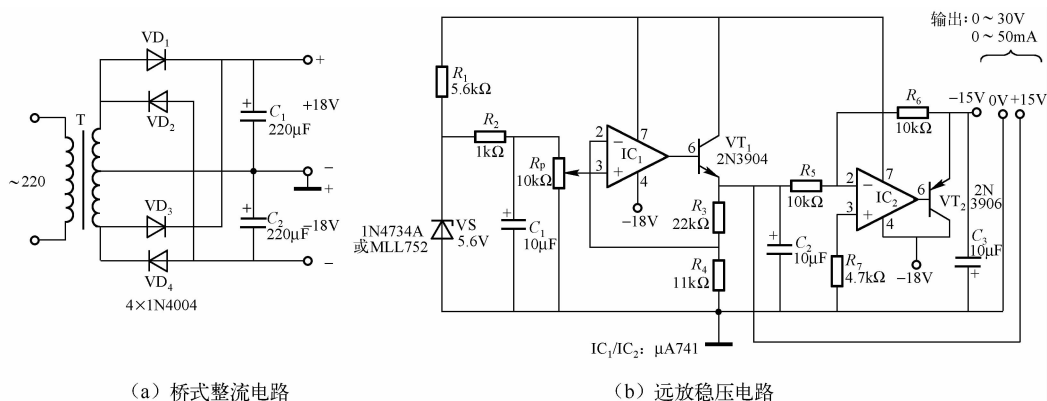 VD₁
VD₂
T
~220
VD₃
VD₄
4×1N4004
+
+18V
+
C₁
220μF
−
+
−18V
+
C₂
220μF
−
（a）桥式整流电路
输出：0～30V
0～50mA
R₁
5.6kΩ
R₂
1kΩ
R_P
10kΩ
1N4734A
或MLL752
VS
5.6V
+
C₁
10μF
2
−
3
+
IC₁
7
4
−18V
6
VT₁
2N3904
R₃
22kΩ
R₄
11kΩ
+
C₂
10μF
R₅
10kΩ
R₆
10kΩ
2
−
3
+
IC₂
7
4
6
−18V
R₇
4.7kΩ
VT₂
2N
3906
C₃
10μF
+
−15V
0V
+15V
IC₁/IC₂：μA741
（b）远放稳压电路